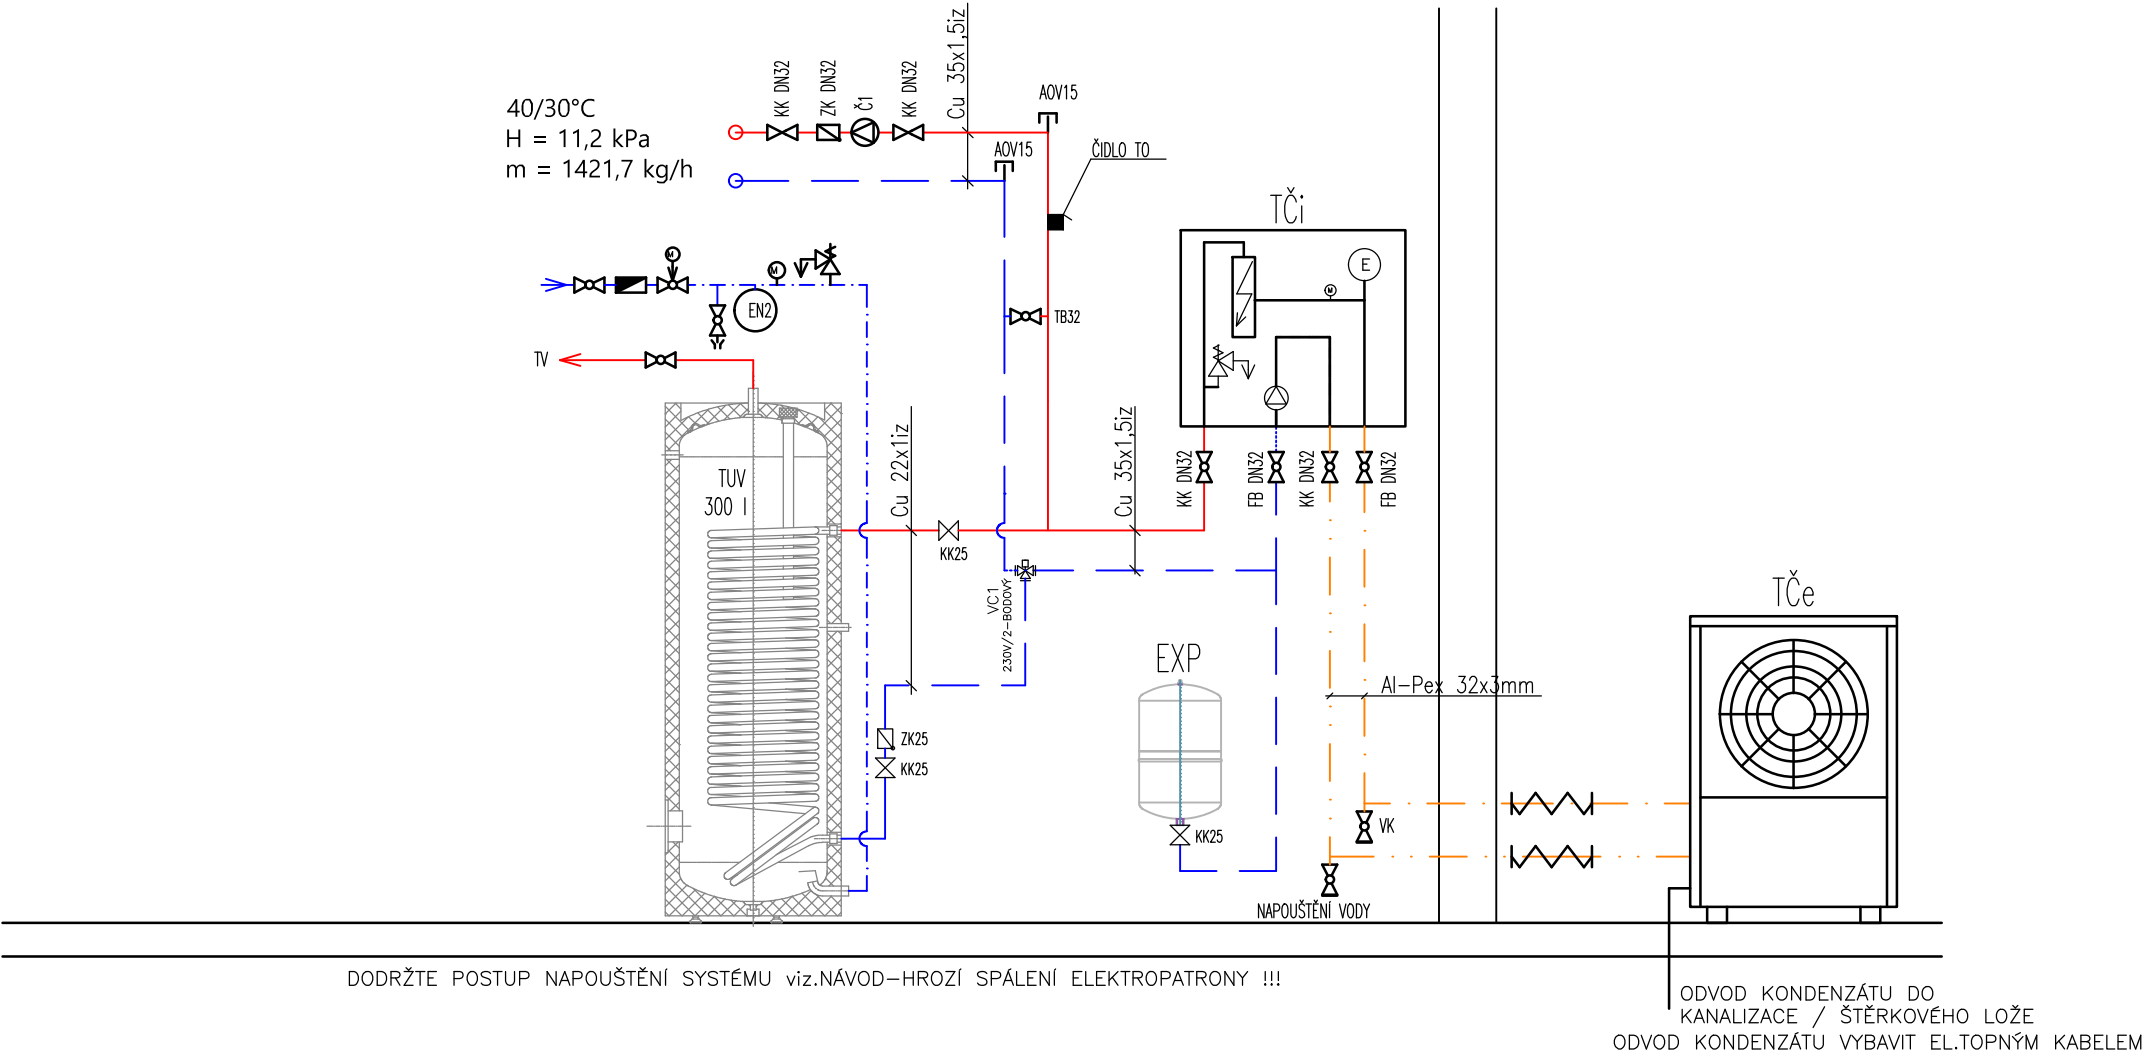 40/30°C
H = 11,2 kPa
m = 1421,7 kg/h
KK DN32
ZK DN32
Č1
KK DN32
Cu 35x1,5iz
AOV15
AOV15
ČIDLO TO
TČi
M
M
EN2
E
M
TB32
TV
TUV
300 l
Cu 22x1iz
Cu 35x1,5iz
KK DN32
FB DN32
KK DN32
FB DN32
KK25
VC1
230V/2-BODOVÝ
TČe
EXP
Al-Pex 32x3mm
ZK25
KK25
KK25
VK
NAPOUŠTĚNÍ VODY
DODRŽTE POSTUP NAPOUŠTĚNÍ SYSTÉMU viz.NÁVOD-HROZÍ SPÁLENÍ ELEKTROPATRONY !!!
ODVOD KONDENZÁTU DO
KANALIZACE / ŠTĚRKOVÉHO LOŽE
ODVOD KONDENZÁTU VYBAVIT EL.TOPNÝM KABELEM